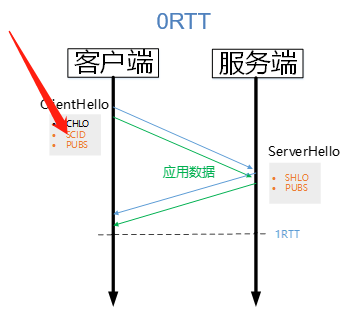 0RTT
客户端
服务端
ClientHello
CHLO
SCID
PUBS
ServerHello
应用数据
SHLO
PUBS
1RTT